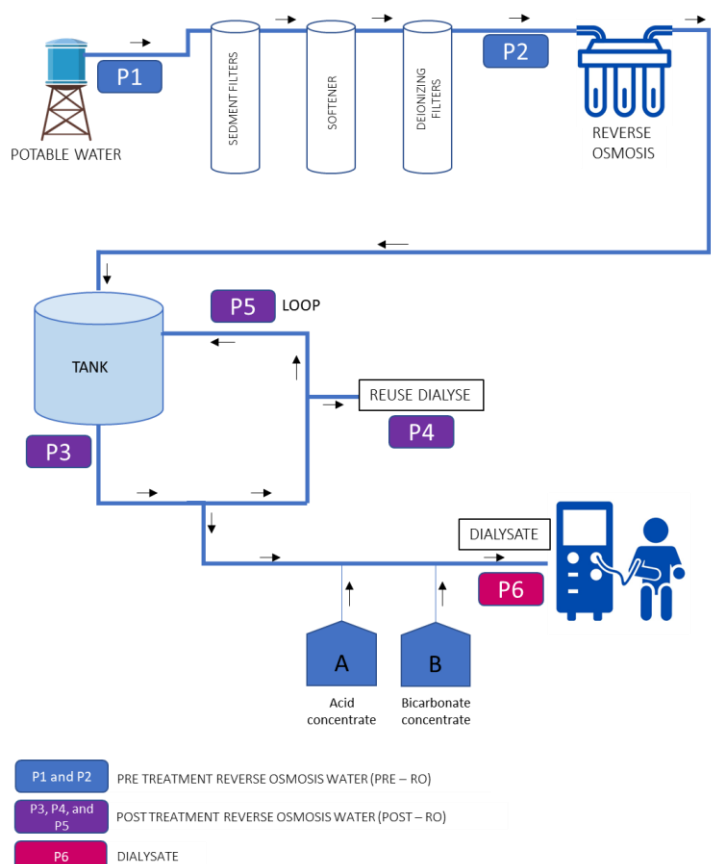 P1
P2
SEDMENT FILTERS
SOFTENER
DEIONIZING
FILTERS
POTABLE WATER
REVERSE
OSMOSIS
P5
LOOP
TANK
REUSE DIALYSE
P4
P3
DIALYSATE
P6
A
B
Acid
concentrate
Bicarbonate
concentrate
P1 and P2
PRE TREATMENT REVERSE OSMOSIS WATER (PRE – RO)
P3, P4, and
P5
POST TREATMENT REVERSE OSMOSIS WATER (POST – RO)
P6
DIALYSATE